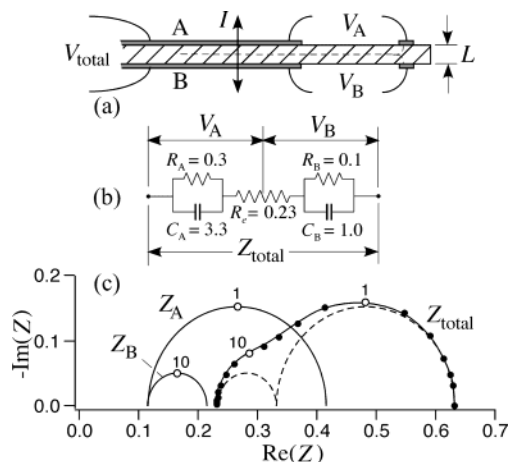 A I V_A
V_total L
B V_B
(a)
V_A V_B
R_A = 0.3 R_B = 0.1
(b)
R_e = 0.23
C_A = 3.3 C_B = 1.0
Z_total
0.2
(c) Z_A 1 1 Z_total
-Im(Z)
0.1 Z_B 10 10
0.0
0.0 0.1 0.2 0.3 0.4 0.5 0.6 0.7
Re(Z)